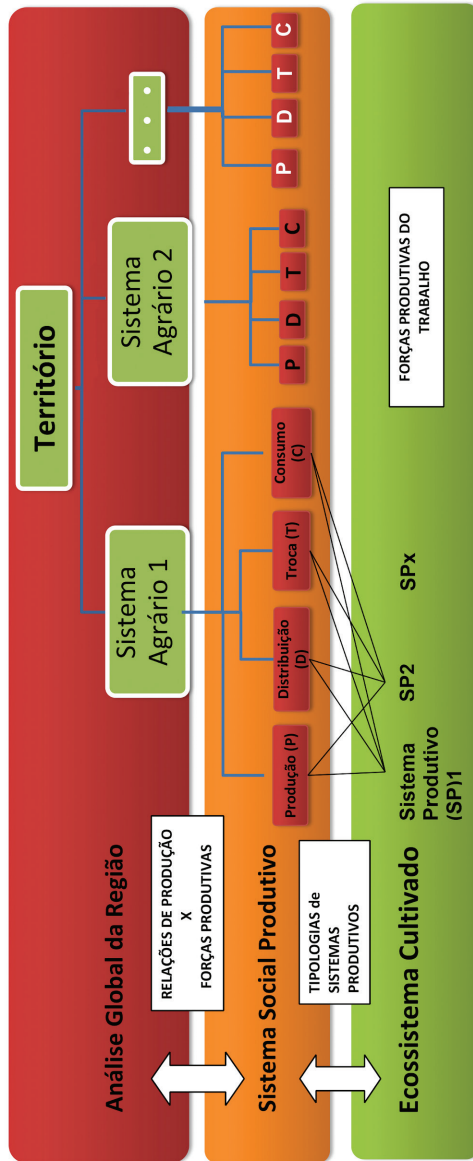 Território
Sistema
Agrário 1
Sistema
Agrário 2
• • •
Análise Global da Região
RELAÇÕES DE PRODUÇÃO
X
FORÇAS PRODUTIVAS
Sistema Social Produtivo
Produção (P)
Distribuição
(D)
Troca (T)
Consumo
(C)
P
D
T
C
P
D
T
C
TIPOLOGIAS de
SISTEMAS
PRODUTIVOS
Ecossistema Cultivado
Sistema
Produtivo
(SP)1
SP2
SPx
FORÇAS PRODUTIVAS DO
TRABALHO